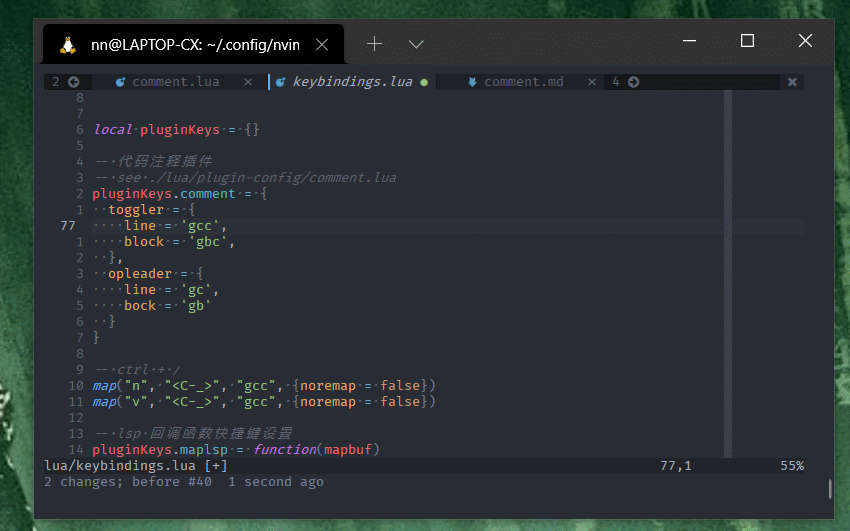 nn@LAPTOP-CX: ~/.config/nvim
2 comment.lua × keybindings.lua ● comment.md × 4 ×
8
7
6 local pluginKeys = {}
5
4 -- 代码注释插件
3 -- see ./lua/plugin-config/comment.lua
2 pluginKeys.comment = {
1 toggler = {
77 line = 'gcc',
1 block = 'gbc',
2 },
3 opleader = {
4 line = 'gc',
5 bock = 'gb'
6 }
7 }
8
9 -- ctrl + /
10 map("n", "<C-_>", "gcc", {noremap = false})
11 map("v", "<C-_>", "gcc", {noremap = false})
12
13 -- lsp 回调函数快捷键设置
14 pluginKeys.maplsp = function(mapbuf)
lua/keybindings.lua [+] 77,1 55%
2 changes; before #40 1 second ago